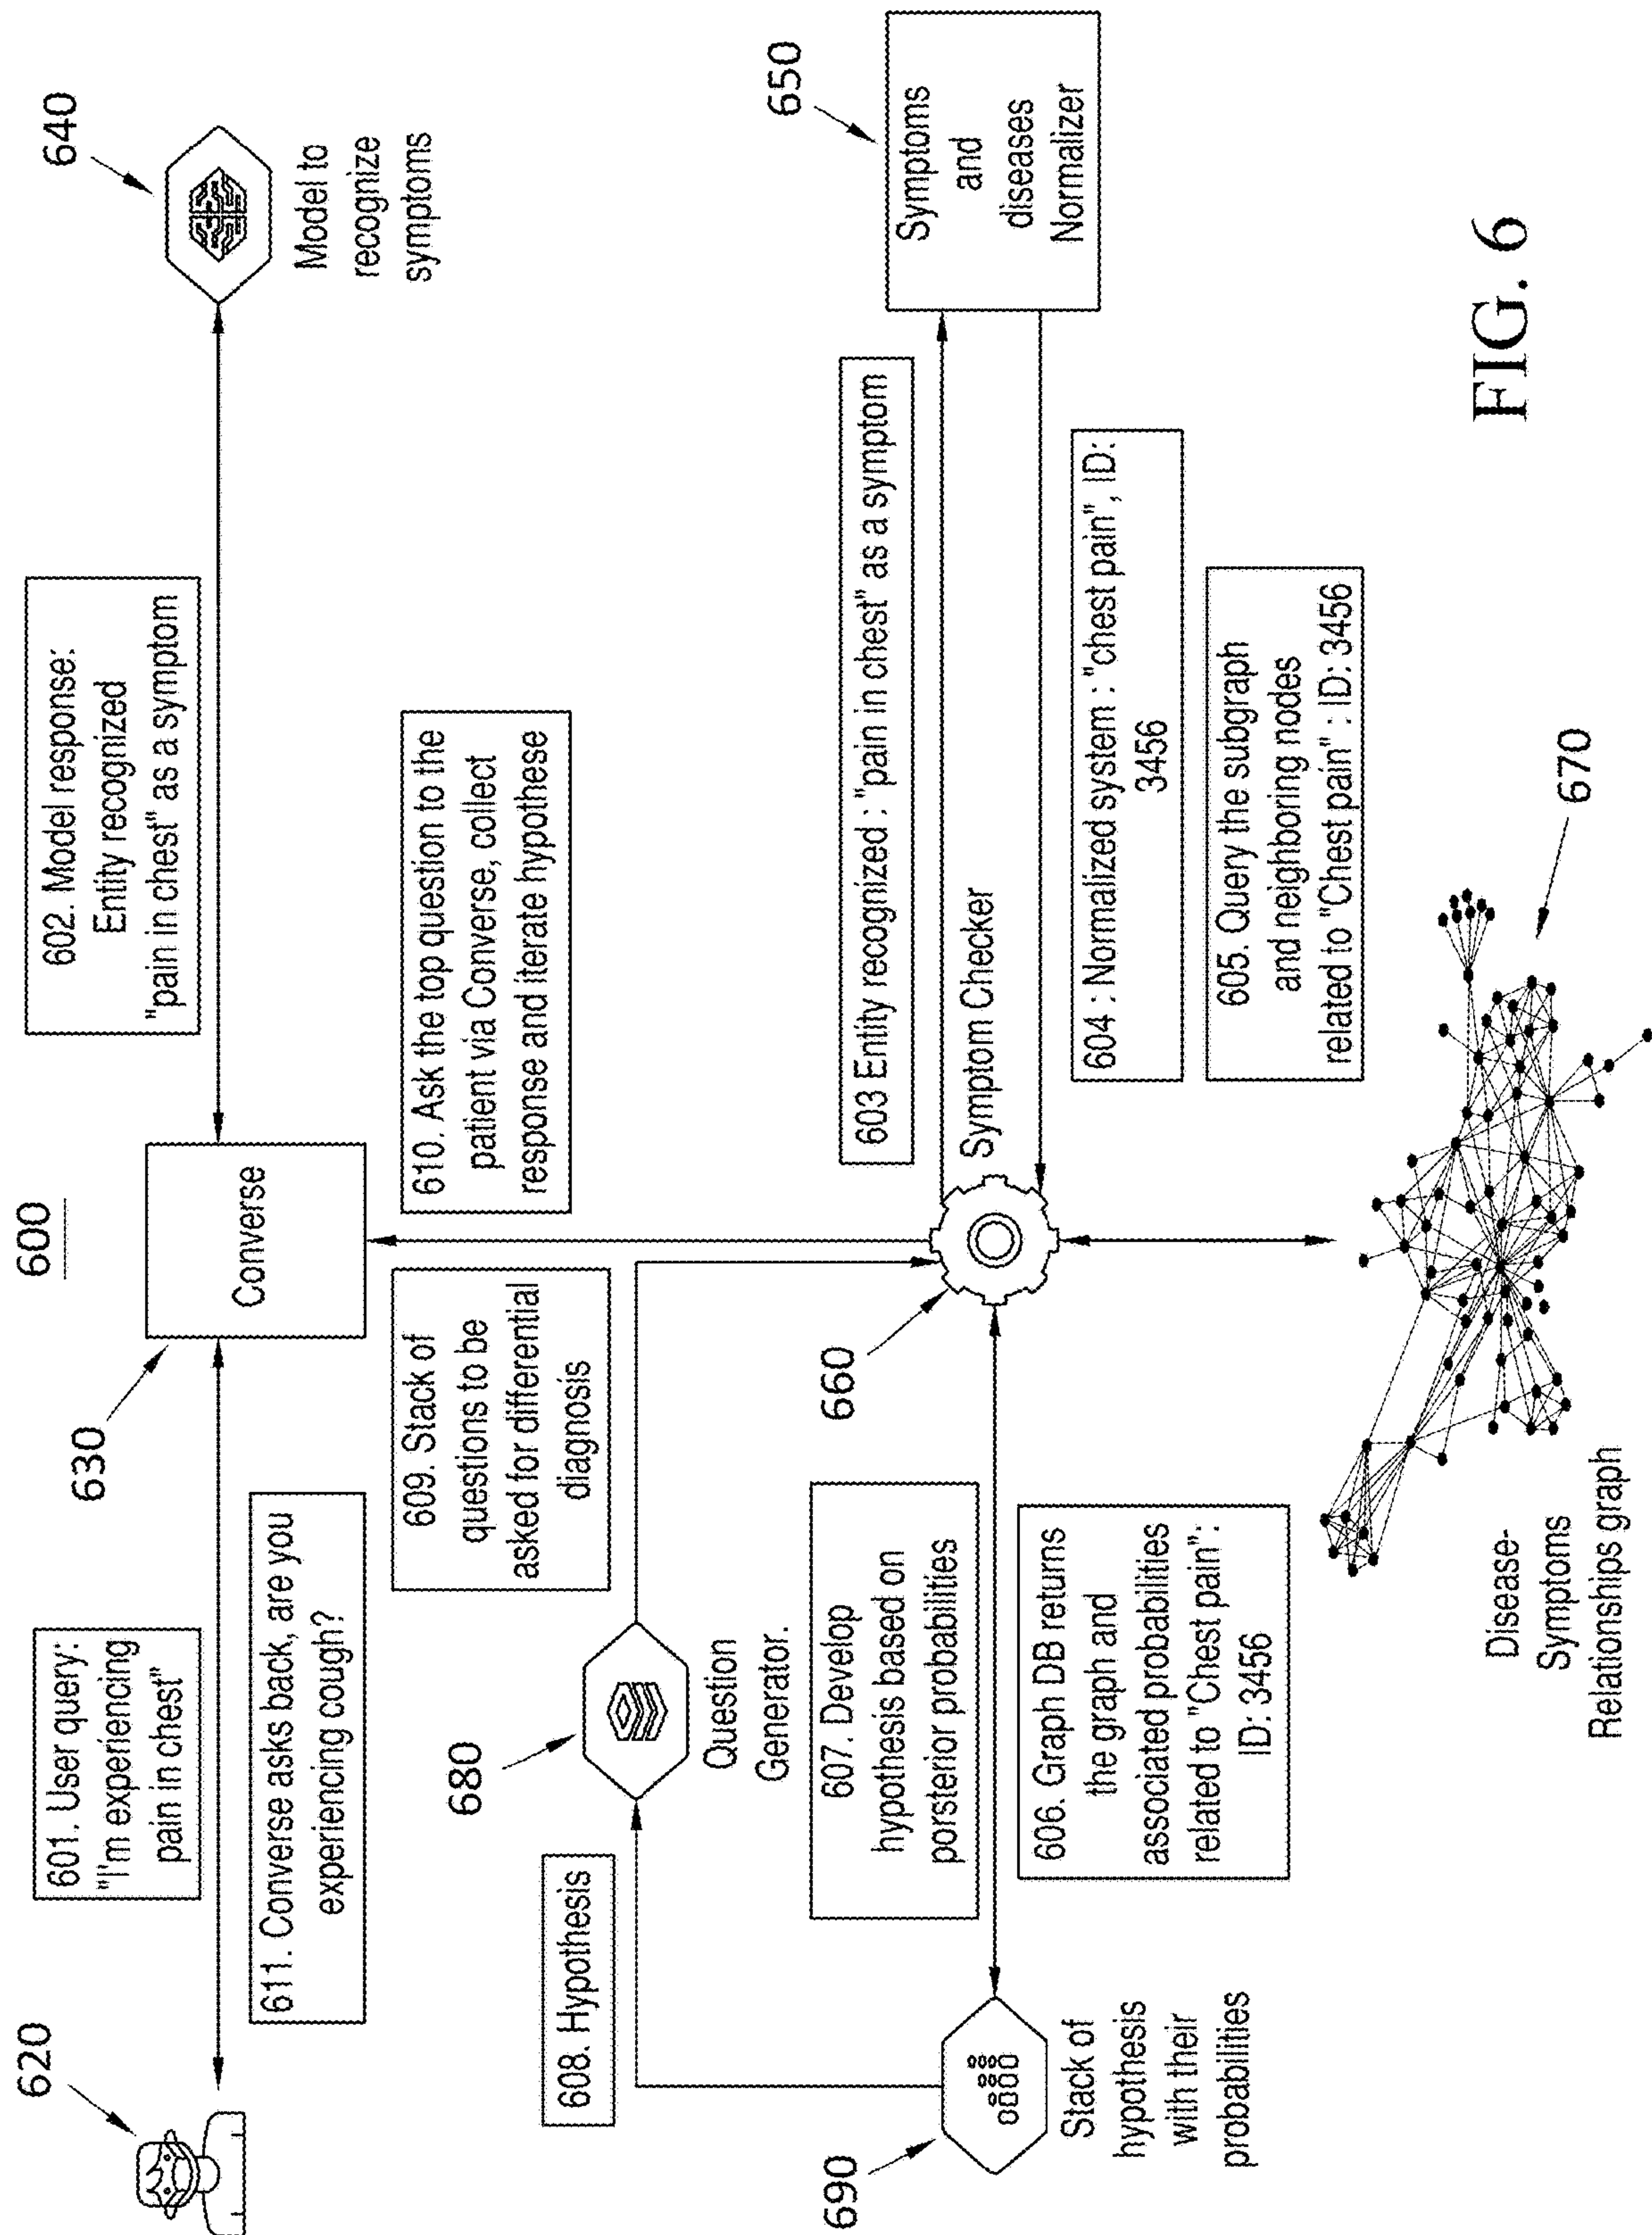 600
620
601. User query:
"I'm experiencing
pain in chest"
630
Converse
602. Model response:
Entity recognized
"pain in chest" as a symptom
640
Model to
recognize
symptoms
611. Converse asks back, are you
experiencing cough?
610. Ask the top question to the
patient via Converse, collect
response and iterate hypothese
609. Stack of
questions to be
asked for differential
diagnosis
608. Hypothesis
680
Question
Generator.
690
Stack of
hypothesis
with their
probabilities
607. Develop
hypothesis based on
porsterior probabilities
606. Graph DB returns
the graph and
associated probabilities
related to "Chest pain":
ID: 3456
660
Symptom Checker
603 Entity recognized : "pain in chest" as a symptom
650
Symptoms
and
diseases
Normalizer
604 : Normalized system : "chest pain", ID:
3456
605. Query the subgraph
and neighboring nodes
related to "Chest pain" : ID: 3456
670
Disease-
Symptoms
Relationships graph
FIG. 6